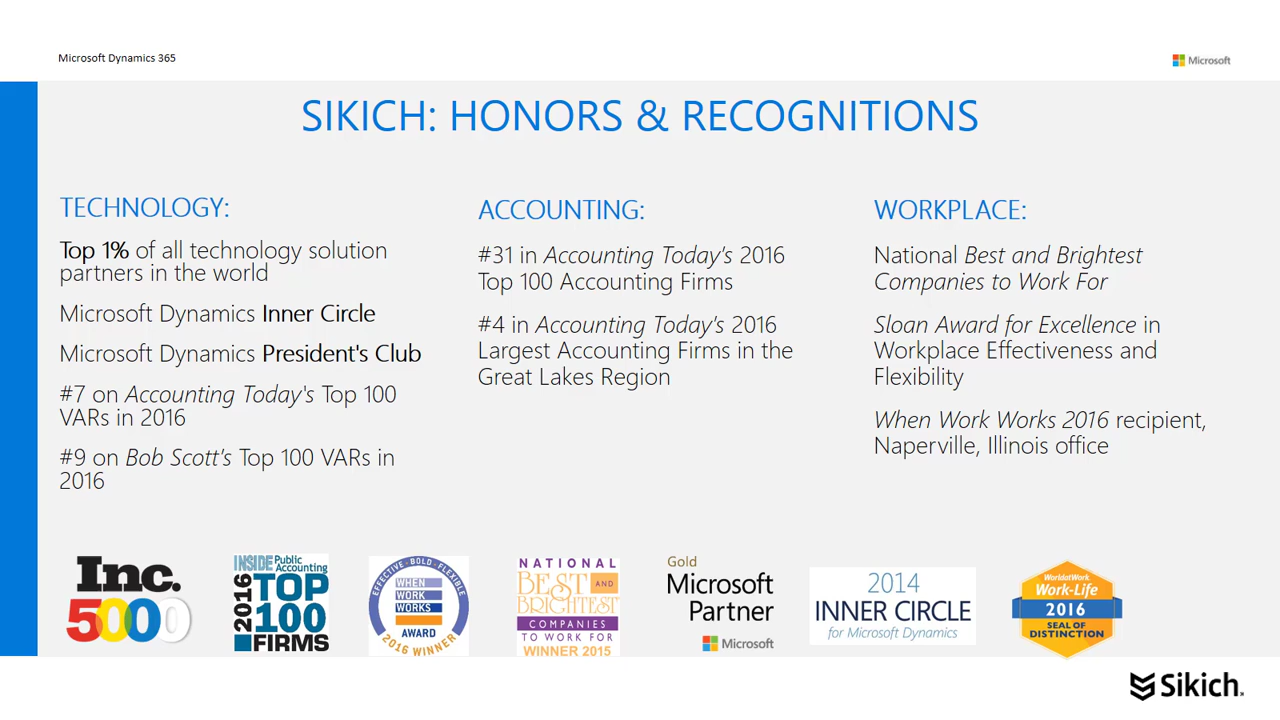 Microsoft Dynamics 365
Microsoft
SIKICH: HONORS & RECOGNITIONS
TECHNOLOGY:
Top 1% of all technology solution
partners in the world
Microsoft Dynamics Inner Circle
Microsoft Dynamics President's Club
#7 on Accounting Today's Top 100
VARs in 2016
#9 on Bob Scott's Top 100 VARs in
2016
ACCOUNTING:
#31 in Accounting Today's 2016
Top 100 Accounting Firms
#4 in Accounting Today's 2016
Largest Accounting Firms in the
Great Lakes Region
WORKPLACE:
National Best and Brightest
Companies to Work For
Sloan Award for Excellence in
Workplace Effectiveness and
Flexibility
When Work Works 2016 recipient,
Naperville, Illinois office
Inc.
5000
INSIDE Public
Accounting
2016
TOP
100
FIRMS
EFFECTIVE · BOLD · FLEXIBLE
WHEN
WORK
WORKS
AWARD
2016 WINNER
NATIONAL
BEST AND
BRIGHTEST
COMPANIES
TO WORK FOR
WINNER 2015
Gold
Microsoft
Partner
Microsoft
2014
INNER CIRCLE
for Microsoft Dynamics
WorldatWork.
Work-Life
2016
SEAL OF
DISTINCTION
Sikich.